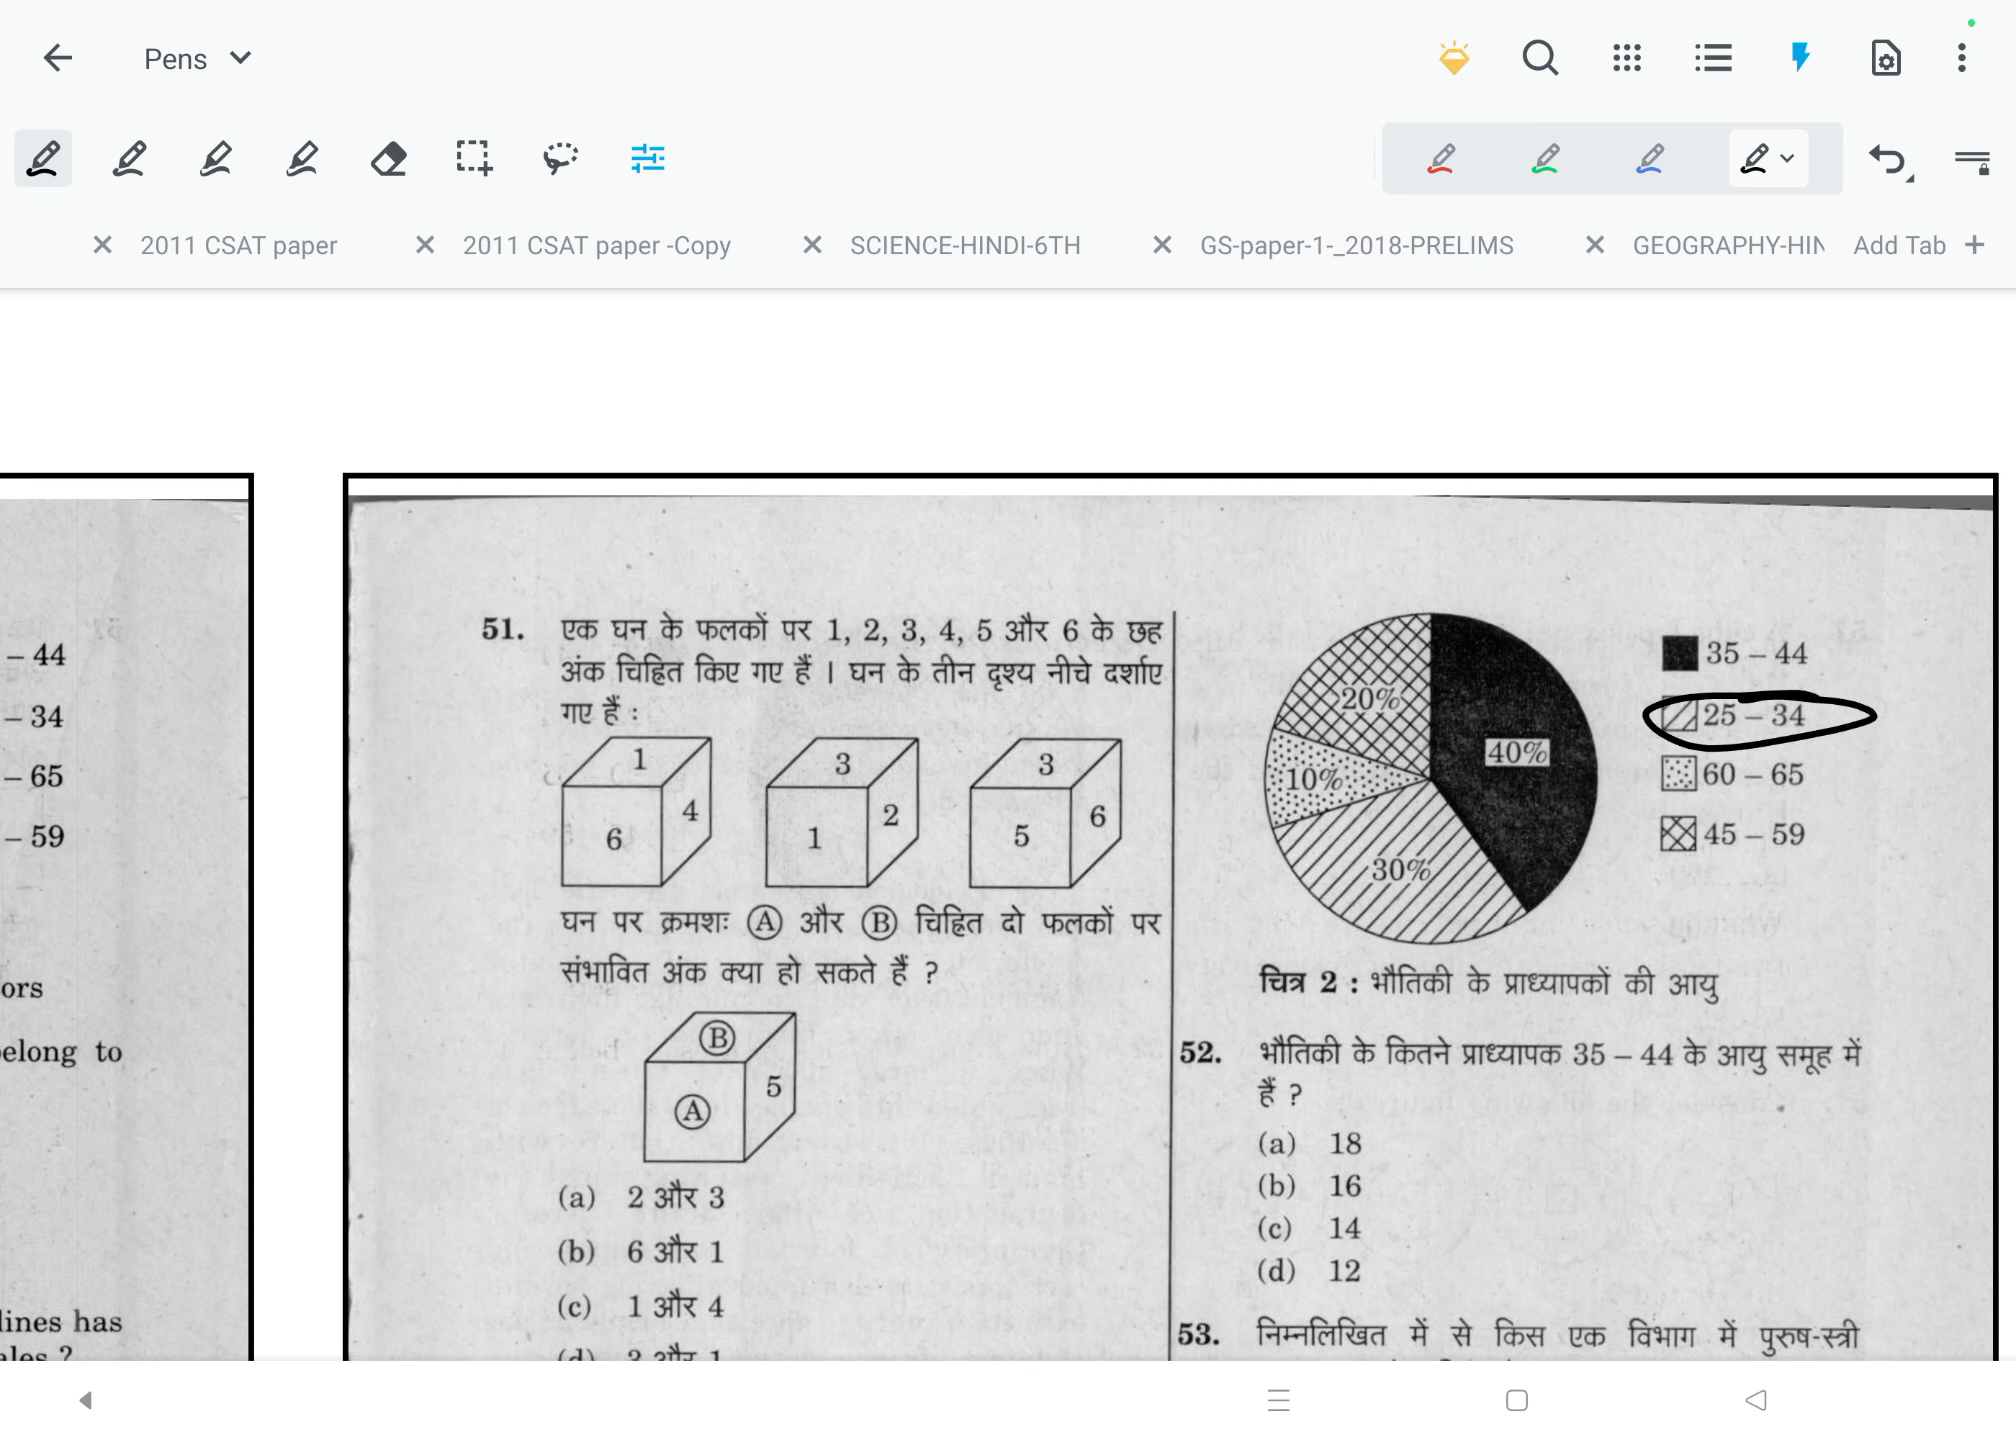 Pens
2011 CSAT paper
2011 CSAT paper -Copy
SCIENCE-HINDI-6TH
GS-paper-1-_2018-PRELIMS
GEOGRAPHY-HIN
Add Tab
– 44
– 34
– 65
– 59
ors
elong to
lines has
ales ?
51. एक घन के फलकों पर 1, 2, 3, 4, 5 और 6 के छह
अंक चिह्नित किए गए हैं । घन के तीन दृश्य नीचे दर्शाए
गए हैं :
1
4
6
3
2
1
3
6
5
घन पर क्रमशः Ⓐ और Ⓑ चिह्नित दो फलकों पर
संभावित अंक क्या हो सकते हैं ?
Ⓑ
5
Ⓐ
(a) 2 और 3
(b) 6 और 1
(c) 1 और 4
(d) 3 और 1
20%
40%
10%
30%
35 – 44
25 – 34
60 – 65
45 – 59
चित्र 2 : भौतिकी के प्राध्यापकों की आयु
52. भौतिकी के कितने प्राध्यापक 35 – 44 के आयु समूह में
हैं ?
(a) 18
(b) 16
(c) 14
(d) 12
53. निम्नलिखित में से किस एक विभाग में पुरुष-स्त्री